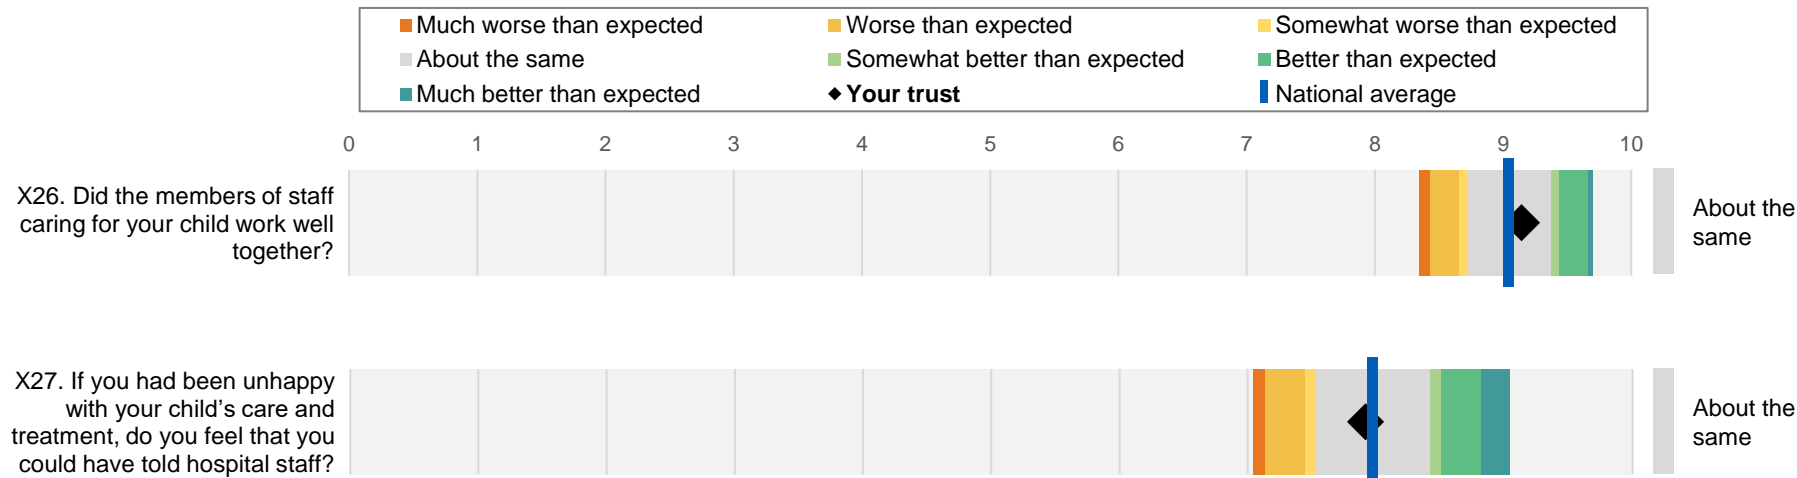 Much worse than expected
Worse than expected
Somewhat worse than expected
About the same
Somewhat better than expected
Better than expected
Much better than expected
Your trust
National average
0 1 2 3 4 5 6 7 8 9 10
X26. Did the members of staff
caring for your child work well
together?
About the
same
X27. If you had been unhappy
with your child’s care and
treatment, do you feel that you
could have told hospital staff?
About the
same